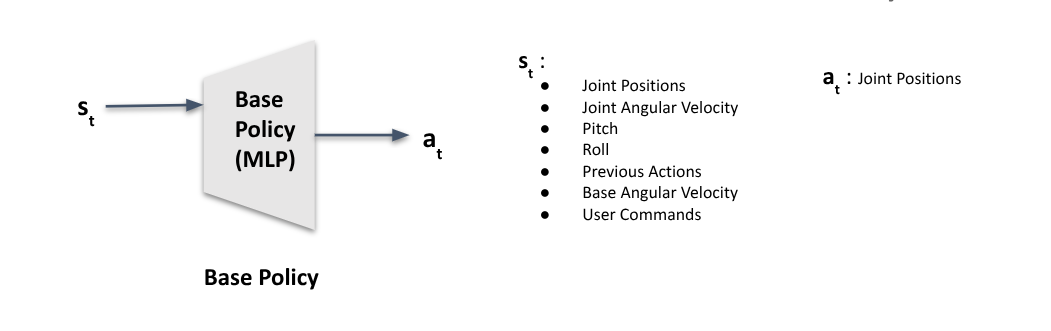 s_t
Base
Policy
(MLP)
a_t
Base Policy
s_t :
● Joint Positions
● Joint Angular Velocity
● Pitch
● Roll
● Previous Actions
● Base Angular Velocity
● User Commands
a_t : Joint Positions